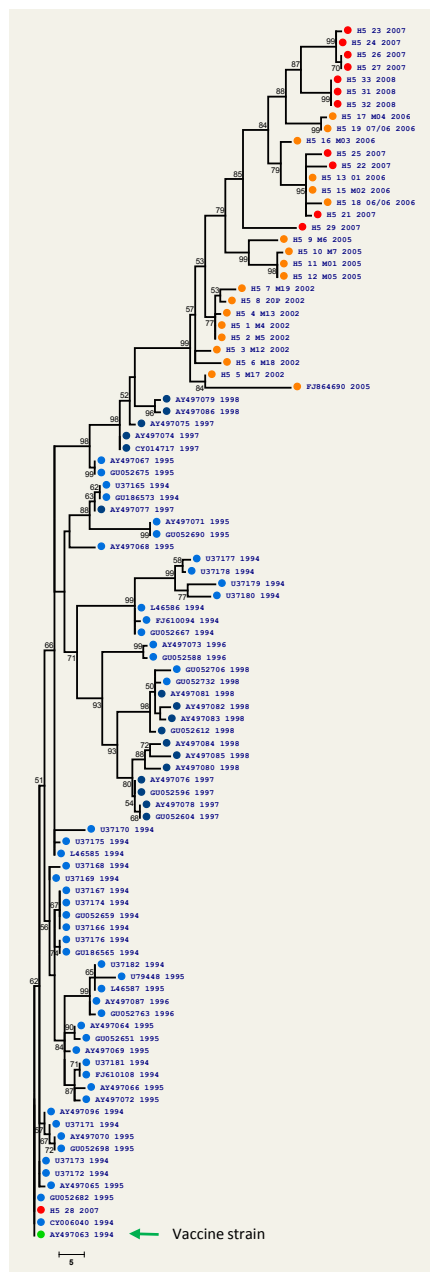 H5 23 2007
99
H5 24 2007
H5 26 2007
87
70
H5 27 2007
H5 33 2008
88
H5 31 2008
99
H5 32 2008
H5 17 M04 2006
84
99
H5 19 07/06 2006
H5 16 M03 2006
H5 25 2007
79
H5 22 2007
85
H5 13 01 2006
95
H5 15 M02 2006
H5 18 06/06 2006
79
H5 21 2007
H5 29 2007
H5 9 M6 2005
99
H5 10 M7 2005
53
H5 11 M01 2005
98
H5 12 M05 2005
53
H5 7 M19 2002
H5 8 20P 2002
57
H5 4 M13 2002
77
H5 1 M4 2002
H5 2 M5 2002
99
H5 3 M12 2002
H5 6 M18 2002
H5 5 M17 2002
84
FJ864690 2005
52
AY497079 1998
96
AY497086 1998
98
AY497075 1997
AY497074 1997
98
CY014717 1997
AY497067 1995
99
GU052675 1995
62
U37165 1994
63
GU186573 1994
88
AY497077 1997
AY497071 1995
99
GU052690 1995
AY497068 1995
58
U37177 1994
99
U37178 1994
U37179 1994
77
U37180 1994
99
L46586 1994
FJ610094 1994
GU052667 1994
66
99
AY497073 1996
71
GU052588 1996
GU052706 1998
50
GU052732 1998
AY497081 1998
93
98
AY497082 1998
AY497083 1998
GU052612 1998
72
AY497084 1998
93
88
AY497085 1998
AY497080 1998
51
80
AY497076 1997
GU052596 1997
54
AY497078 1997
68
GU052604 1997
U37170 1994
U37175 1994
L46585 1994
U37168 1994
U37169 1994
U37167 1994
67
U37174 1994
GU052659 1994
56
U37166 1994
U37176 1994
74
GU186565 1994
U37182 1994
65
U79448 1995
62
L46587 1995
99
AY497087 1996
GU052763 1996
90
AY497064 1995
GU052651 1995
84
AY497069 1995
71
U37181 1994
FJ610108 1994
87
AY497066 1995
AY497072 1995
AY497096 1994
57
U37171 1994
67
AY497070 1995
72
GU052698 1995
U37173 1994
U37172 1994
AY497065 1995
GU052682 1995
H5 28 2007
CY006040 1994
AY497063 1994
Vaccine strain
5